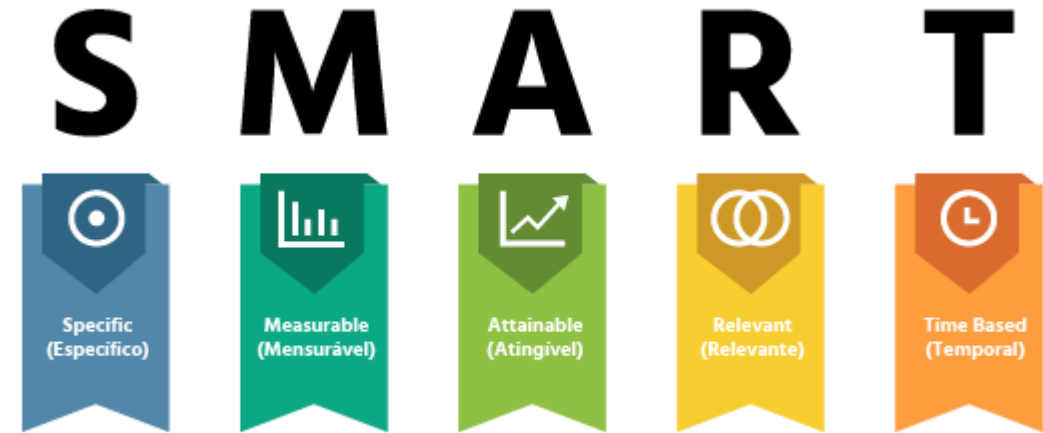 S M A R T
Specific
(Específico)
Measurable
(Mensurável)
Attainable
(Atingível)
Relevant
(Relevante)
Time Based
(Temporal)